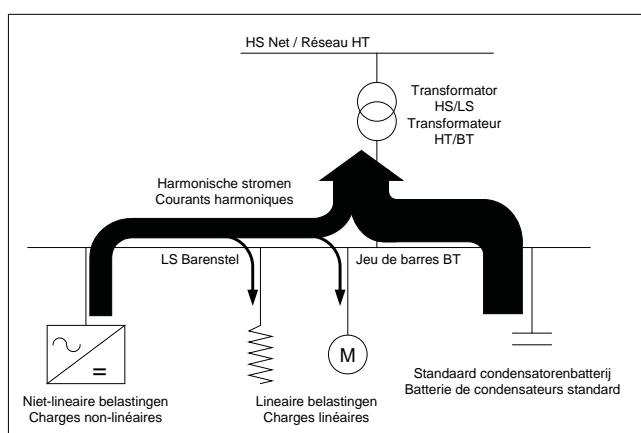 HS Net / Réseau HT
Transformator
HS/LS
Transformateur
HT/BT
Harmonische stromen
Courants harmoniques
LS Barenstel
Jeu de barres BT
M
Niet-lineaire belastingen
Charges non-linéaires
Lineaire belastingen
Charges linéaires
Standaard condensatorenbatterij
Batterie de condensateurs standard